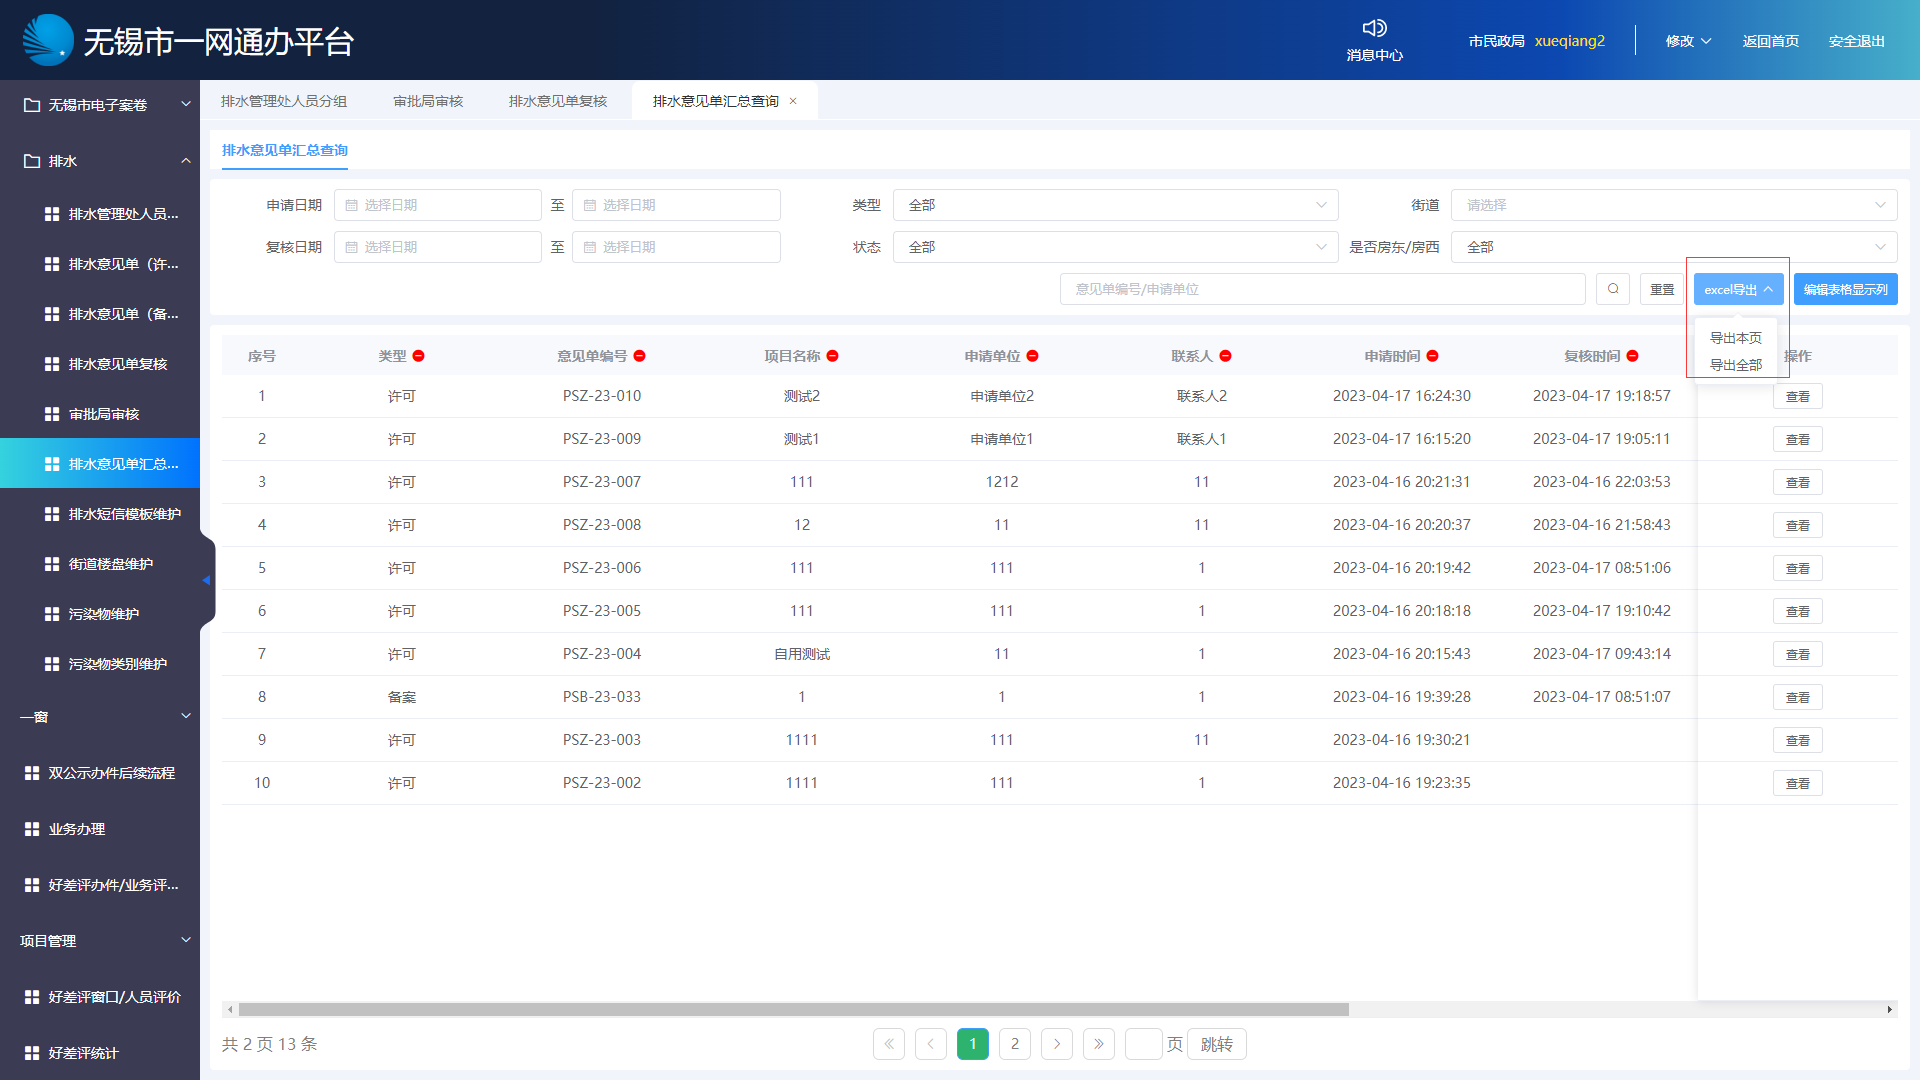 无锡市一网通办平台
消息中心
市民政局 xueqiang2
修改
返回首页
安全退出
无锡市电子案卷
排水
排水管理处人员...
排水意见单（许...
排水意见单（备...
排水意见单复核
审批局审核
排水意见单汇总...
排水短信模板维护
街道楼盘维护
污染物维护
污染物类别维护
一窗
双公示办件后续流程
业务办理
好差评办件/业务评...
项目管理
好差评窗口/人员评价
好差评统计
排水管理处人员分组 审批局审核 排水意见单复核 排水意见单汇总查询 ×
排水意见单汇总查询
申请日期 选择日期 至 选择日期 类型 全部 街道 请选择
复核日期 选择日期 至 选择日期 状态 全部 是否房东/房西 全部
意见单编号/申请单位 重置 excel导出 编辑表格显示列
导出本页
导出全部
序号 类型 意见单编号 项目名称 申请单位 联系人 申请时间 复核时间 操作
1 许可 PSZ-23-010 测试2 申请单位2 联系人2 2023-04-17 16:24:30 2023-04-17 19:18:57 查看
2 许可 PSZ-23-009 测试1 申请单位1 联系人1 2023-04-17 16:15:20 2023-04-17 19:05:11 查看
3 许可 PSZ-23-007 111 1212 11 2023-04-16 20:21:31 2023-04-16 22:03:53 查看
4 许可 PSZ-23-008 12 11 11 2023-04-16 20:20:37 2023-04-16 21:58:43 查看
5 许可 PSZ-23-006 111 111 1 2023-04-16 20:19:42 2023-04-17 08:51:06 查看
6 许可 PSZ-23-005 111 111 1 2023-04-16 20:18:18 2023-04-17 19:10:42 查看
7 许可 PSZ-23-004 自用测试 11 1 2023-04-16 20:15:43 2023-04-17 09:43:14 查看
8 备案 PSB-23-033 1 1 1 2023-04-16 19:39:28 2023-04-17 08:51:07 查看
9 许可 PSZ-23-003 1111 111 11 2023-04-16 19:30:21 查看
10 许可 PSZ-23-002 1111 111 1 2023-04-16 19:23:35 查看
共 2 页 13 条 1 2 页 跳转